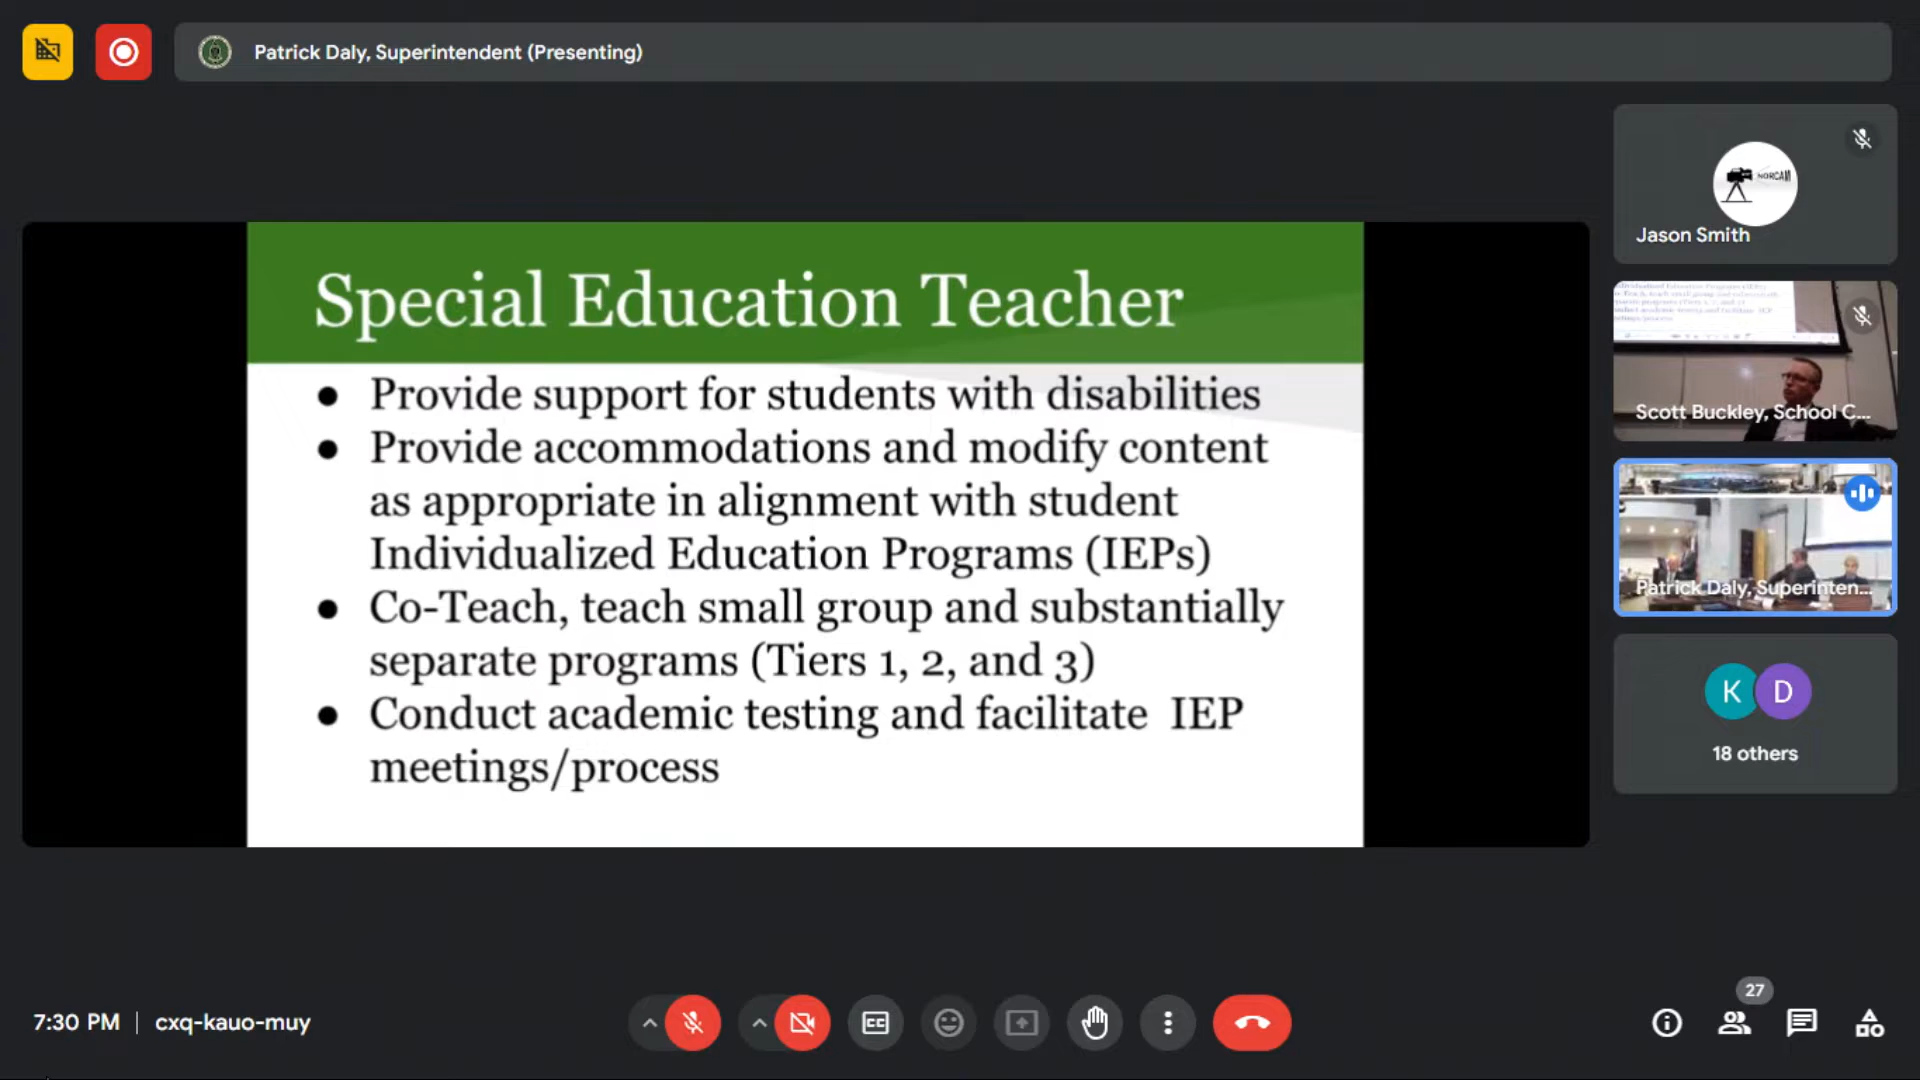 Patrick Daly, Superintendent (Presenting)
NORCAM
Jason Smith
Special Education Teacher
● Provide support for students with disabilities
● Provide accommodations and modify content
as appropriate in alignment with student
Individualized Education Programs (IEPs)
● Co-Teach, teach small group and substantially
separate programs (Tiers 1, 2, and 3)
● Conduct academic testing and facilitate IEP
meetings/process
Scott Buckley, School C...
Patrick Daly, Superinten...
K D
18 others
7:30 PM | cxq-kauo-muy
CC
27